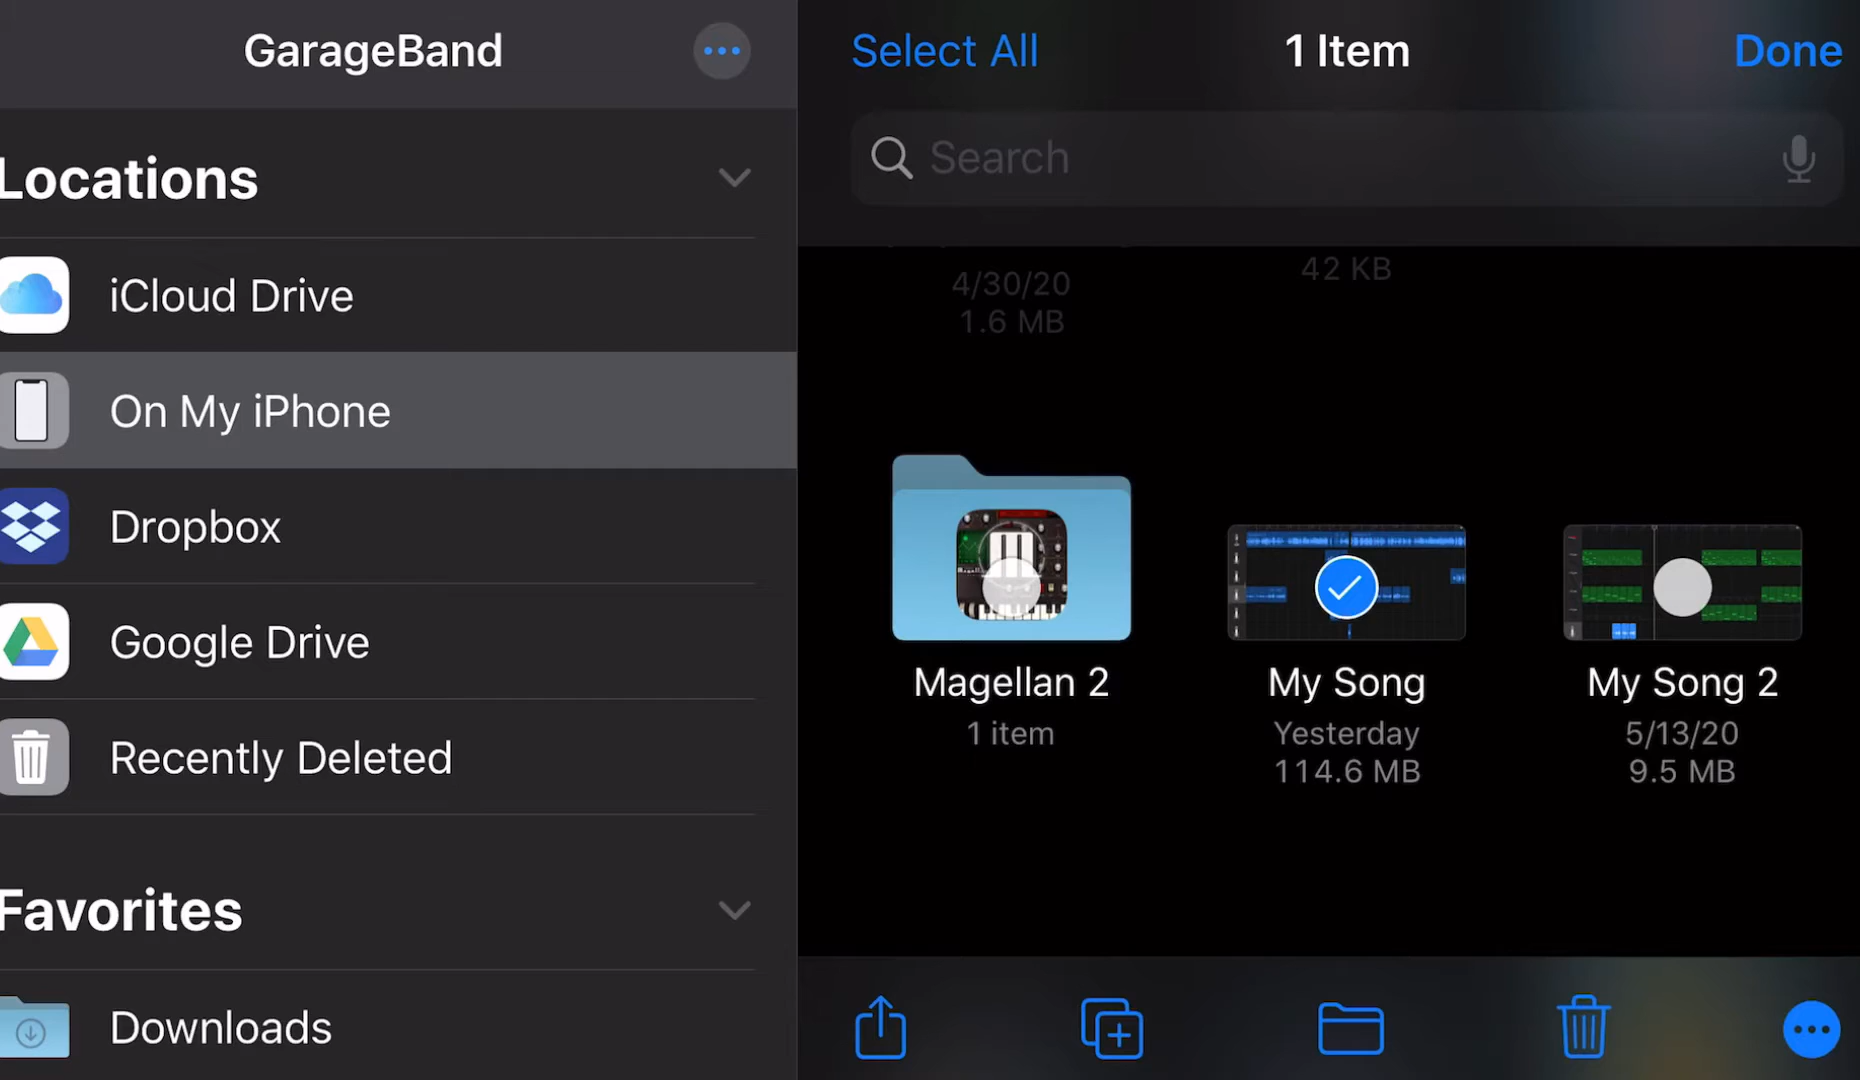 GarageBand
Locations
iCloud Drive
On My iPhone
Dropbox
Google Drive
Recently Deleted
Favorites
Downloads
Select All
1 Item
Done
Search
4/30/20
1.6 MB
42 KB
Magellan 2
1 item
My Song
Yesterday
114.6 MB
My Song 2
5/13/20
9.5 MB